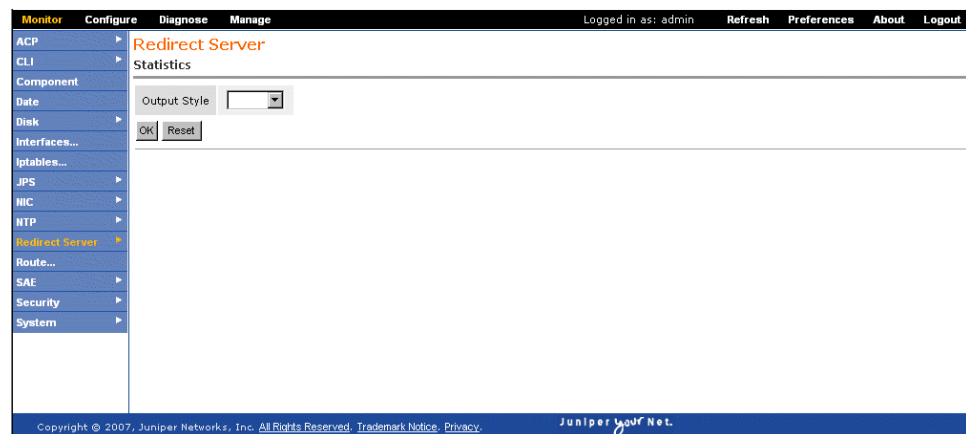 Monitor Configure Diagnose Manage Logged in as: admin Refresh Preferences About Logout
ACP
CLI
Component
Date
Disk
Interfaces...
Iptables...
JPS
NIC
NTP
Redirect Server
Route...
SAE
Security
System
Redirect Server
Statistics
Output Style
OK Reset
Copyright © 2007, Juniper Networks, Inc. All Rights Reserved. Trademark Notice. Privacy.
Juniper your Net.